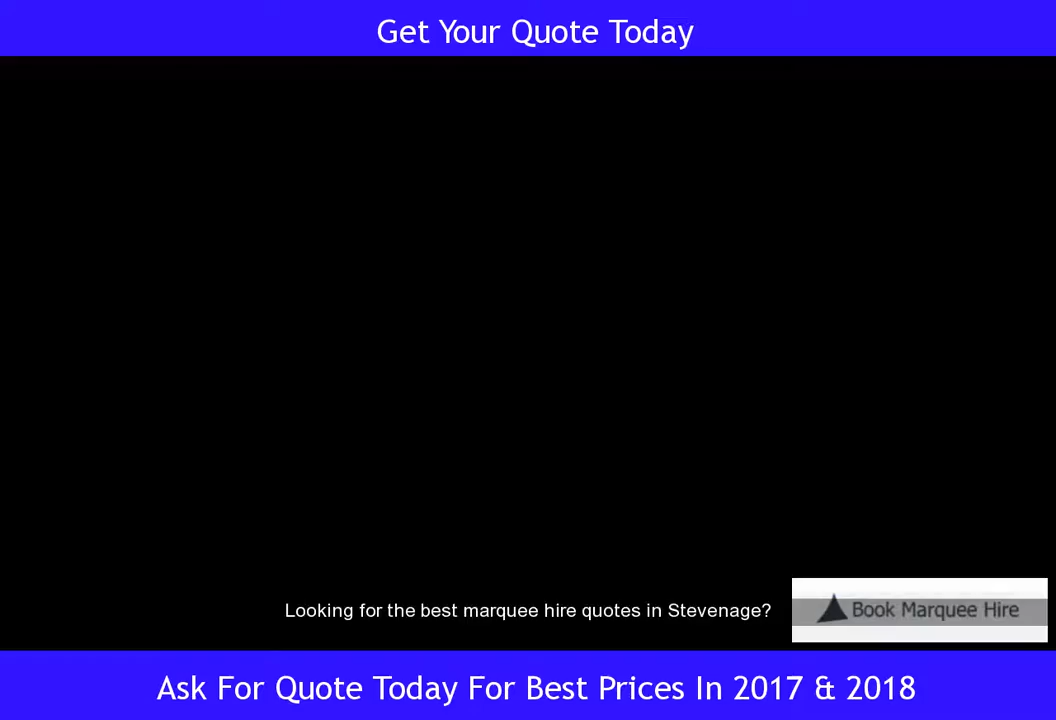 Get Your Quote Today
Looking for the best marquee hire quotes in Stevenage?
Book Marquee Hire
Ask For Quote Today For Best Prices In 2017 & 2018